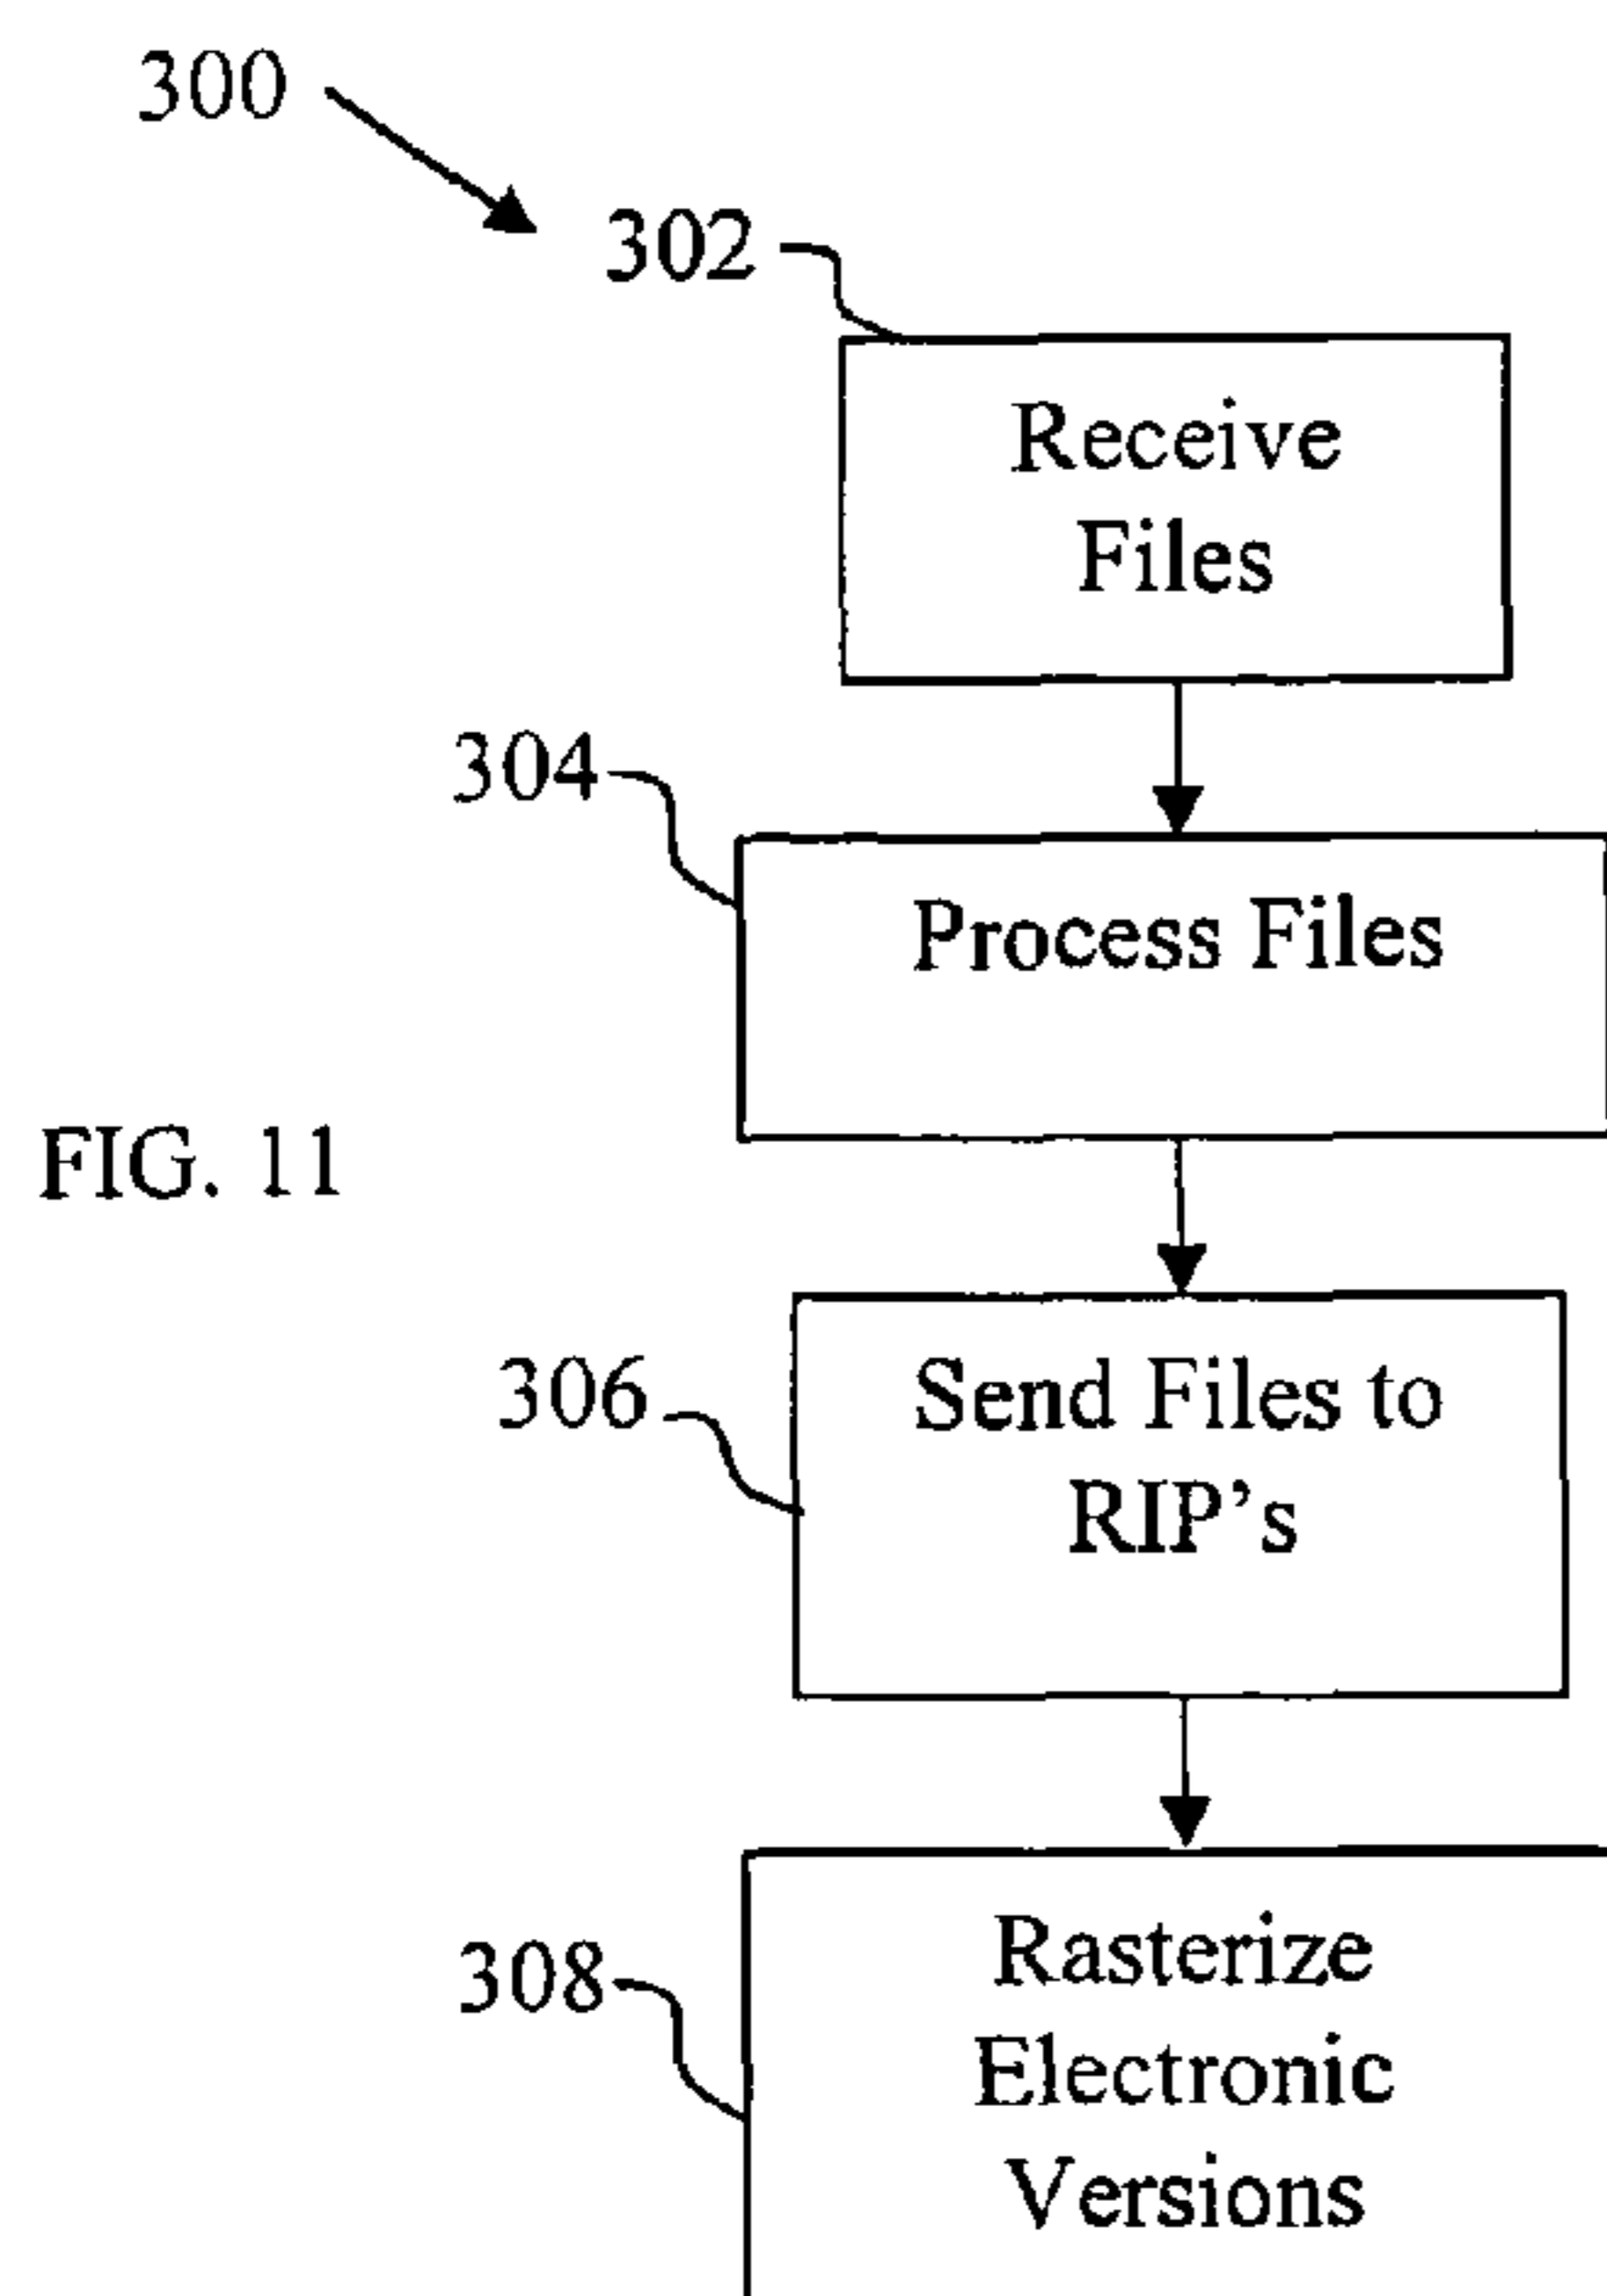 300
302
Receive
Files
304
Process Files
FIG. 11
306
Send Files to
RIP's
308
Rasterize
Electronic
Versions